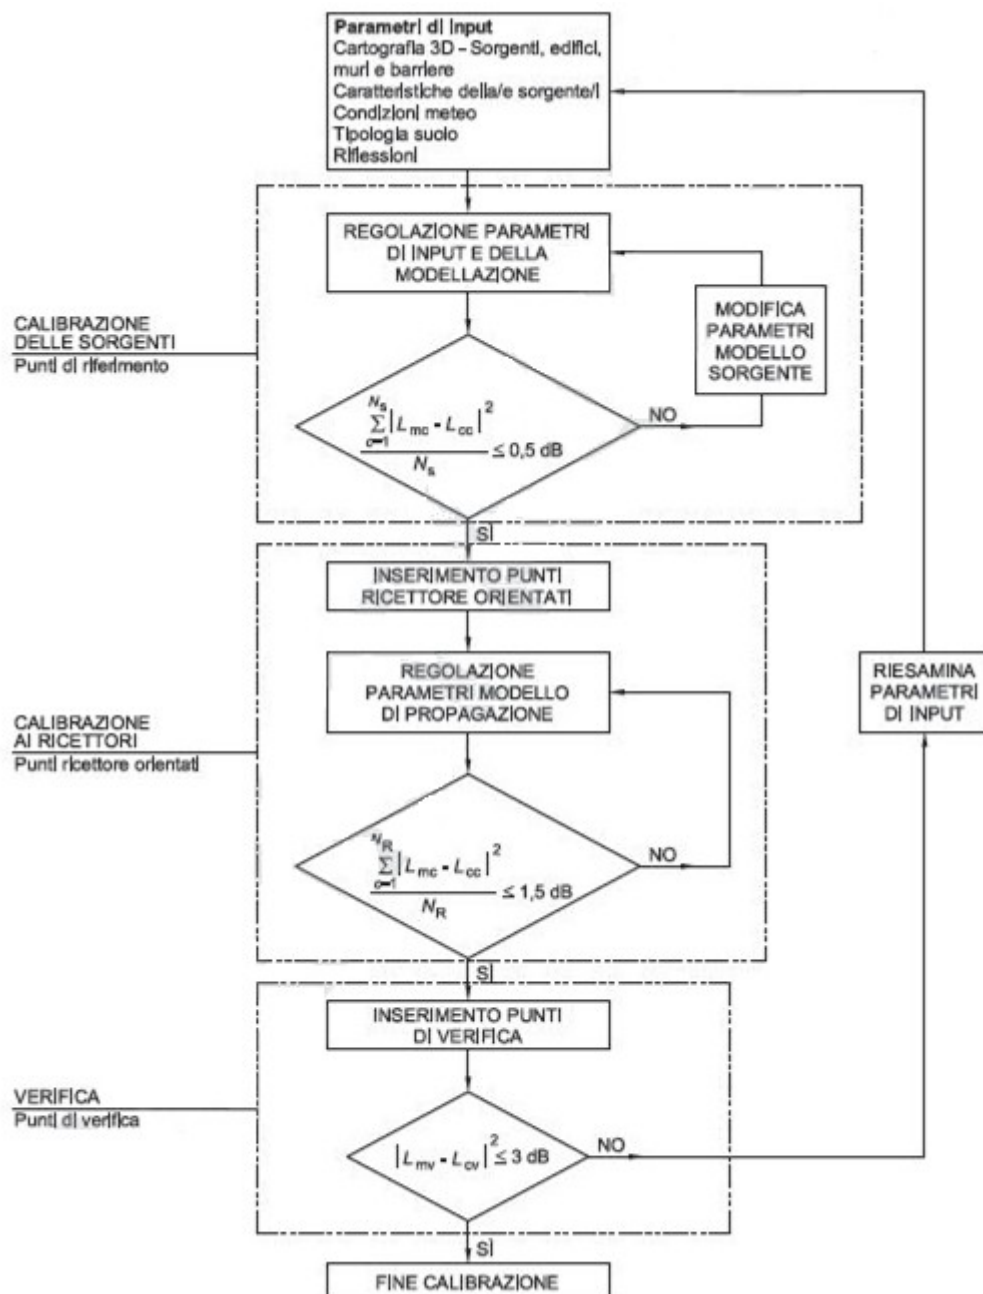 Parametri di input
Cartografia 3D – Sorgenti, edifici,
muri e barriere
Caratteristiche della/e sorgente/i
Condizioni meteo
Tipologia suolo
Riflessioni
REGOLAZIONE PARAMETRI
DI INPUT E DELLA
MODELLAZIONE
MODIFICA
PARAMETRI
MODELLO
SORGENTE
CALIBRAZIONE
DELLE SORGENTI
Punti di riferimento
NO
N_s
∑ |L_mc - L_cc|²
c=1
≤ 0,5 dB
N_s
SÌ
INSERIMENTO PUNTI
RICETTORE ORIENTATI
REGOLAZIONE
PARAMETRI MODELLO
DI PROPAGAZIONE
RIESAMINA
PARAMETRI
DI INPUT
CALIBRAZIONE
AI RICETTORI
Punti ricettore orientati
NO
N_R
∑ |L_mc - L_cc|²
c=1
≤ 1,5 dB
N_R
SÌ
INSERIMENTO PUNTI
DI VERIFICA
VERIFICA
Punti di verifica
|L_mv - L_cv|² ≤ 3 dB
NO
SÌ
FINE CALIBRAZIONE